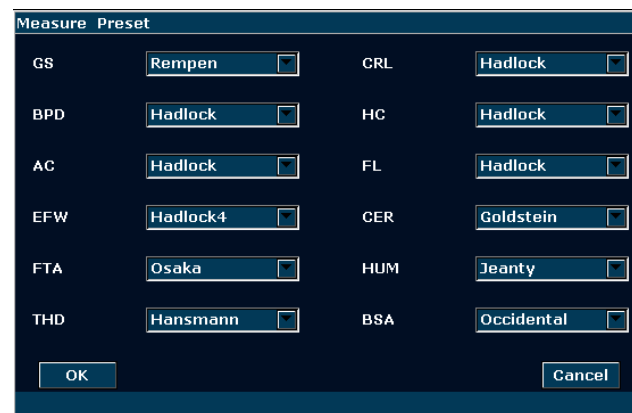 Measure Preset
GS Rempen CRL Hadlock
BPD Hadlock HC Hadlock
AC Hadlock FL Hadlock
EFW Hadlock4 CER Goldstein
FTA Osaka HUM Jeanty
THD Hansmann BSA Occidental
OK Cancel